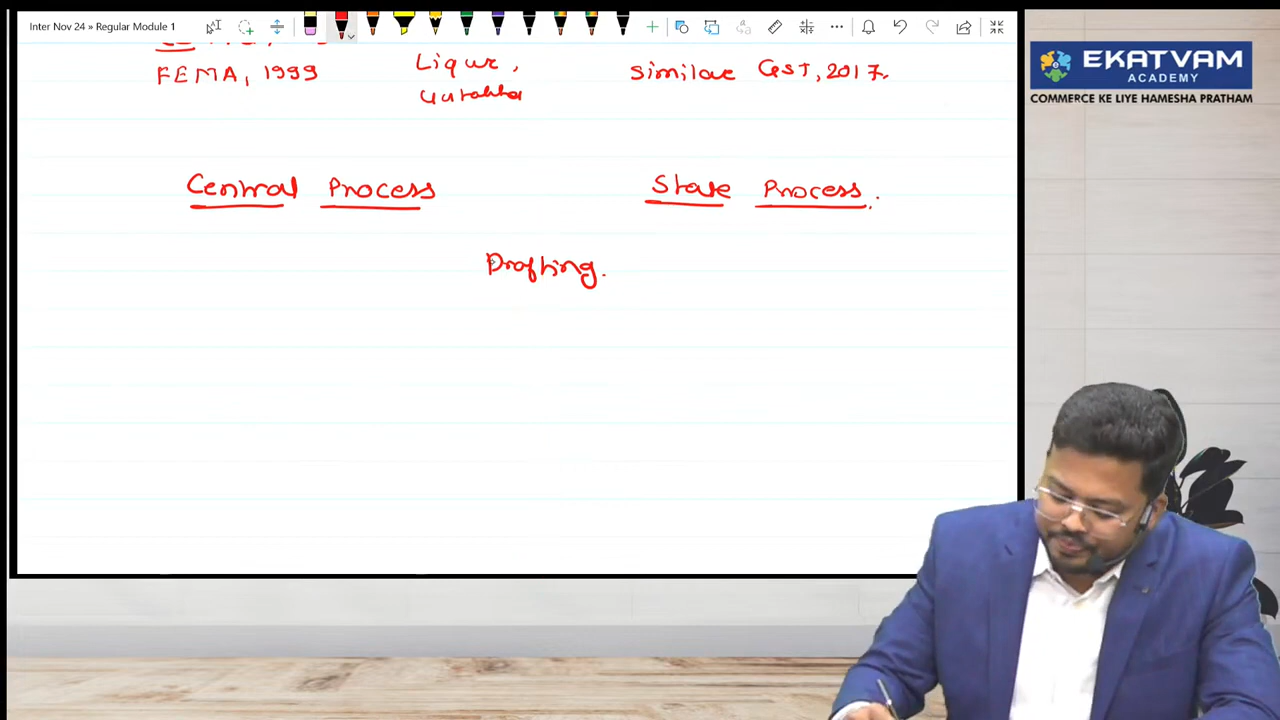 Inter Nov 24 » Regular Module 1
EKATVAM
ACADEMY
COMMERCE KE LIYE HAMESHA PRATHAM
FEMA, 1999
Liqur,
Similar GST, 2017.
Central Process
State Process.
Drafting.